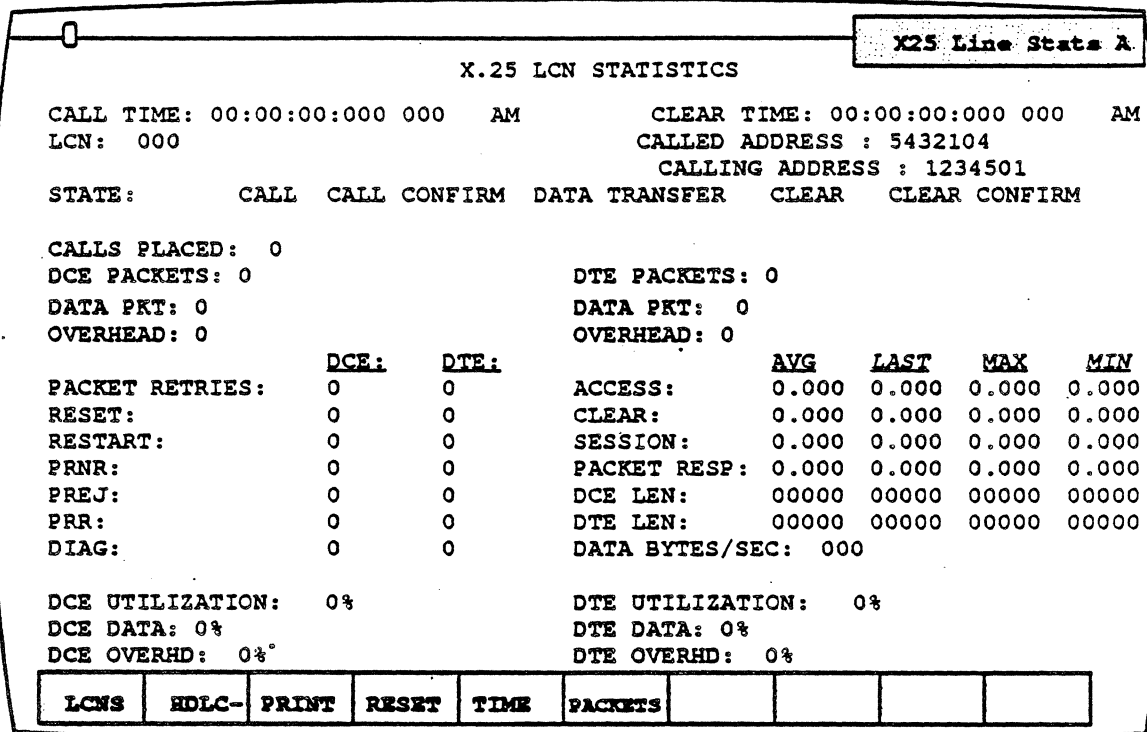 X25 Line Stats A
X.25 LCN STATISTICS
CALL TIME: 00:00:00:000 000 AM CLEAR TIME: 00:00:00:000 000 AM
LCN: 000 CALLED ADDRESS : 5432104
CALLING ADDRESS : 1234501
STATE: CALL CALL CONFIRM DATA TRANSFER CLEAR CLEAR CONFIRM
CALLS PLACED: 0
DCE PACKETS: 0 DTE PACKETS: 0
DATA PKT: 0 DATA PKT: 0
OVERHEAD: 0 OVERHEAD: 0
DCE: DTE: AVG LAST MAX MIN
PACKET RETRIES: 0 0 ACCESS: 0.000 0.000 0.000 0.000
RESET: 0 0 CLEAR: 0.000 0.000 0.000 0.000
RESTART: 0 0 SESSION: 0.000 0.000 0.000 0.000
PRNR: 0 0 PACKET RESP: 0.000 0.000 0.000 0.000
PREJ: 0 0 DCE LEN: 00000 00000 00000 00000
PRR: 0 0 DTE LEN: 00000 00000 00000 00000
DIAG: 0 0 DATA BYTES/SEC: 000
DCE UTILIZATION: 0% DTE UTILIZATION: 0%
DCE DATA: 0% DTE DATA: 0%
DCE OVERHD: 0% DTE OVERHD: 0%
LCNS HDLC- PRINT RESET TIME PACKETS